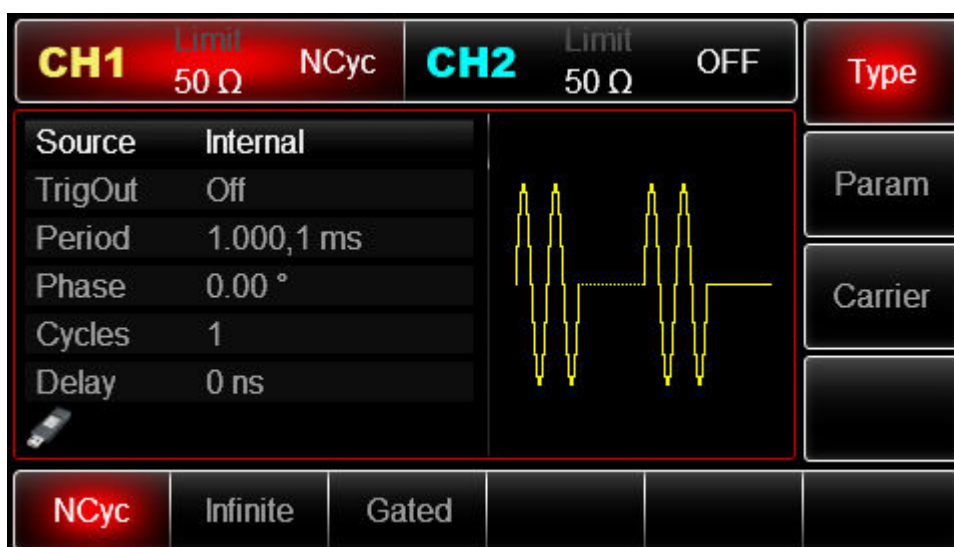 CH1 Limit 50 Ω NCyc CH2 Limit 50 Ω OFF
Type
Source Internal
TrigOut Off
Period 1.000,1 ms
Phase 0.00 °
Cycles 1
Delay 0 ns
Param
Carrier
NCyc Infinite Gated